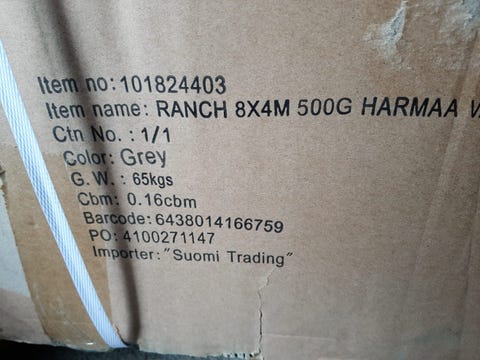 Item no: 101824403
Item name: RANCH 8X4M 500G HARMAA
Ctn No. : 1/1
Color: Grey
G. W. : 65kgs
Cbm: 0.16cbm
Barcode: 6438014166759
PO: 4100271147
Importer: "Suomi Trading"